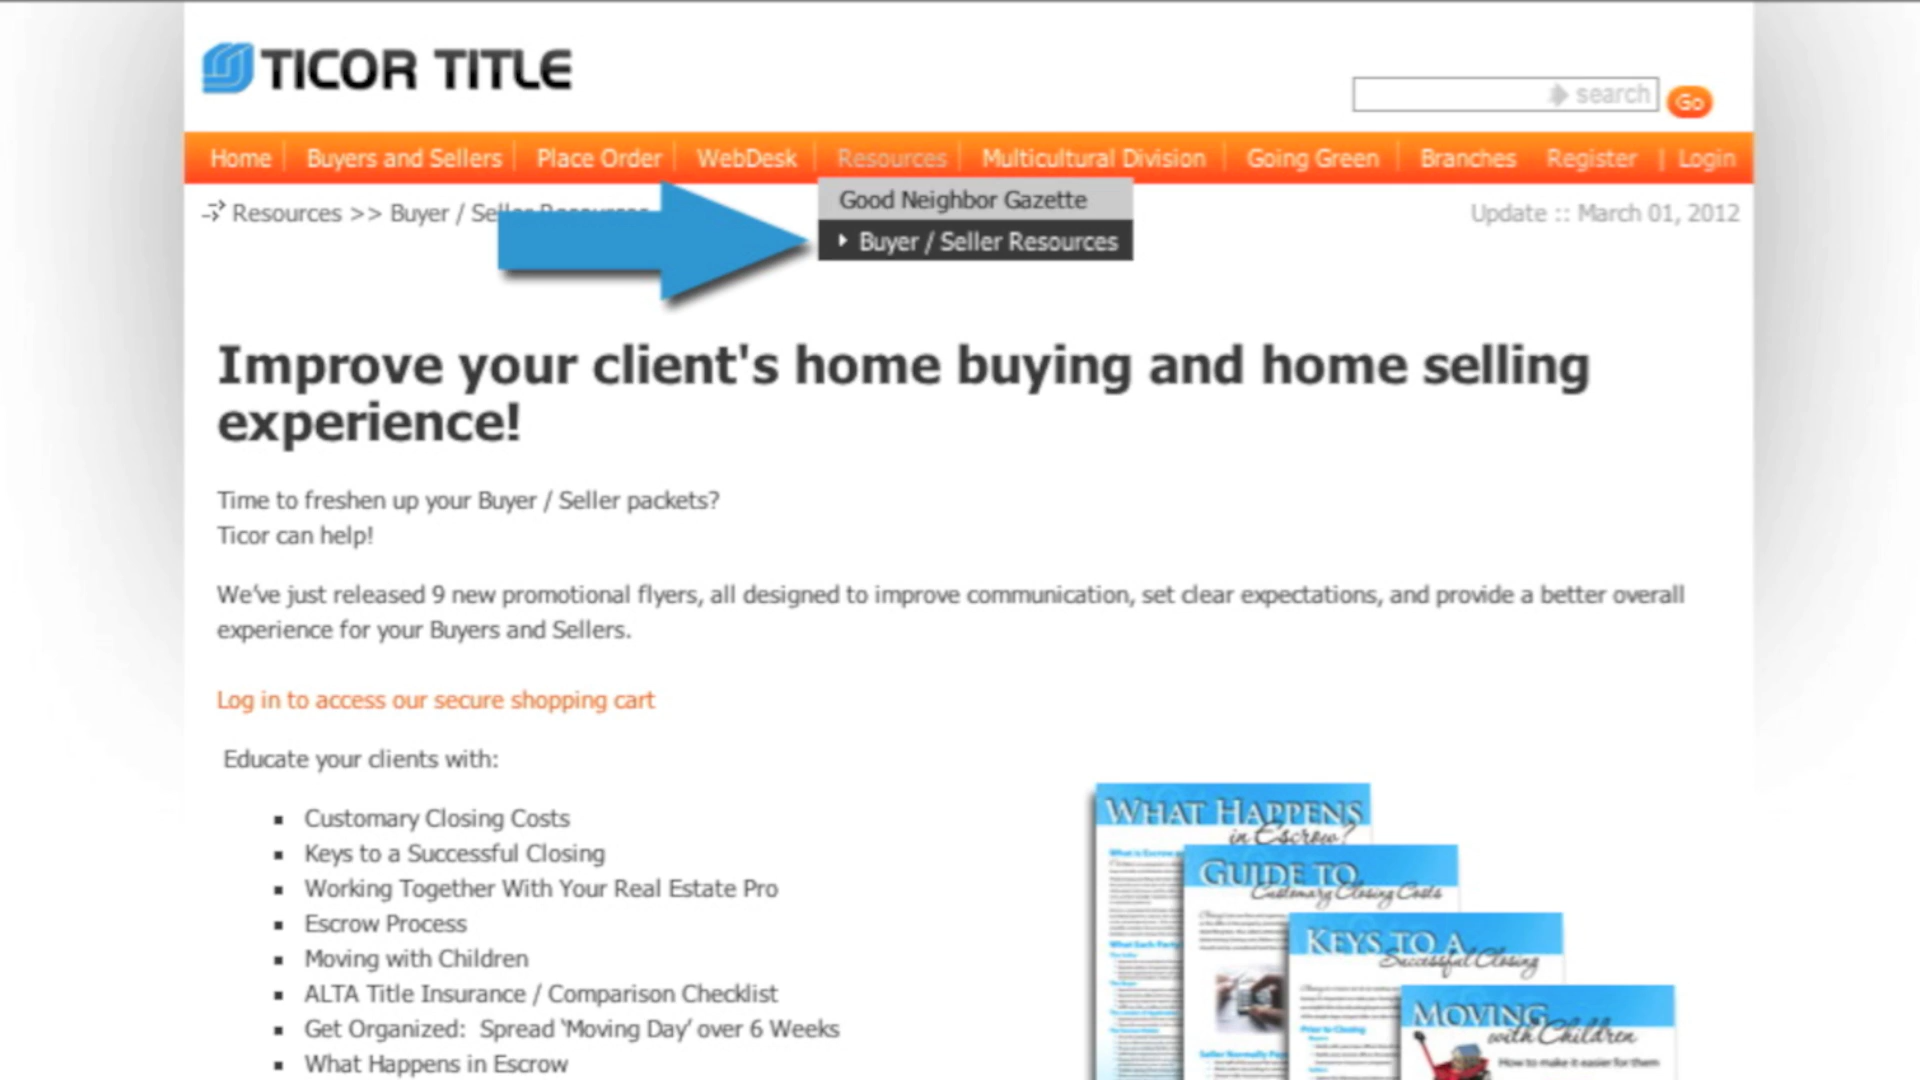 TICOR TITLE
search
Go
Home
Buyers and Sellers
Place Order
WebDesk
Resources
Multicultural Division
Going Green
Branches
Register
| Login
Good Neighbor Gazette
Buyer / Seller Resources
Resources >> Buyer / Seller Resources
Update :: March 01, 2012
Improve your client's home buying and home selling
experience!
Time to freshen up your Buyer / Seller packets?
Ticor can help!
We've just released 9 new promotional flyers, all designed to improve communication, set clear expectations, and provide a better overall
experience for your Buyers and Sellers.
Log in to access our secure shopping cart
Educate your clients with:
Customary Closing Costs
Keys to a Successful Closing
Working Together With Your Real Estate Pro
Escrow Process
Moving with Children
ALTA Title Insurance / Comparison Checklist
Get Organized: Spread 'Moving Day' over 6 Weeks
What Happens in Escrow
WHAT HAPPENS
in Escrow?
GUIDE TO
Customary Closing Costs
KEYS TO A
Successful Closing
MOVING
with Children
How to make it easier for them